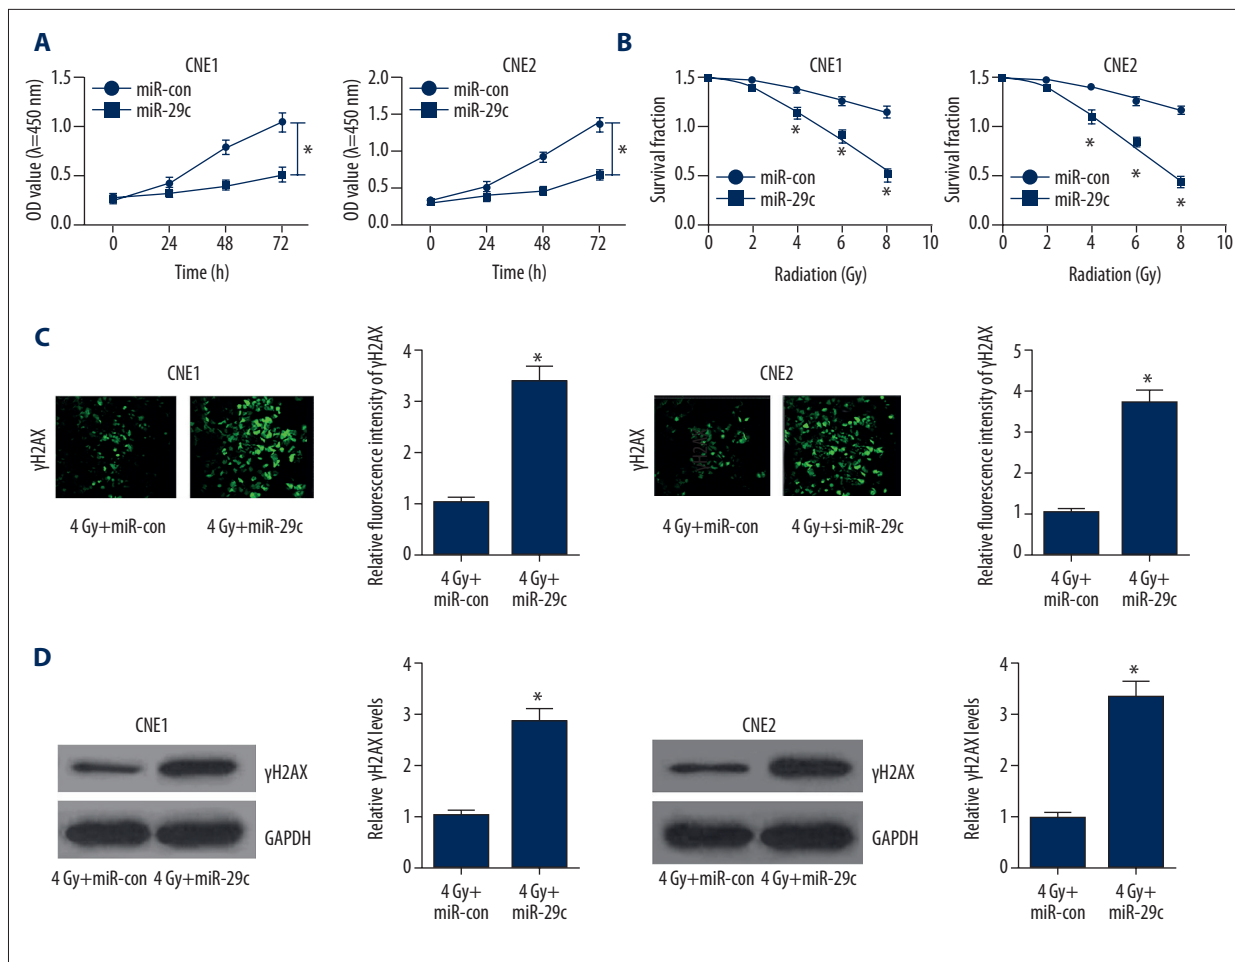 A
CNE1
OD value (λ=450 nm)
1.5
1.0
0.5
0.0
miR-con
miR-29c
*
0 24 48 72
Time (h)
CNE2
OD value (λ=450 nm)
2.0
1.5
1.0
0.5
0.0
miR-con
miR-29c
*
0 24 48 72
Time (h)
B
CNE1
Survival fraction
1.5
1.0
0.5
0.0
* * *
miR-con
miR-29c
0 2 4 6 8 10
Radiation (Gy)
CNE2
Survival fraction
1.5
1.0
0.5
0.0
* * *
miR-con
miR-29c
0 2 4 6 8 10
Radiation (Gy)
C
CNE1
γH2AX
4 Gy+miR-con 4 Gy+miR-29c
Relative fluorescence intensity of γH2AX
4
3
2
1
0
*
4 Gy+ 4 Gy+
miR-con miR-29c
CNE2
γH2AX
γH2AX
4 Gy+miR-con 4 Gy+si-miR-29c
Relative fluorescence intensity of γH2AX
5
4
3
2
1
0
*
4 Gy+ 4 Gy+
miR-con miR-29c
D
CNE1
γH2AX
GAPDH
4 Gy+miR-con 4 Gy+miR-29c
Relative γH2AX levels
4
3
2
1
0
*
4 Gy+ 4 Gy+
miR-con miR-29c
CNE2
γH2AX
GAPDH
4 Gy+miR-con 4 Gy+miR-29c
Relative γH2AX levels
4
3
2
1
0
*
4 Gy+ 4 Gy+
miR-con miR-29c